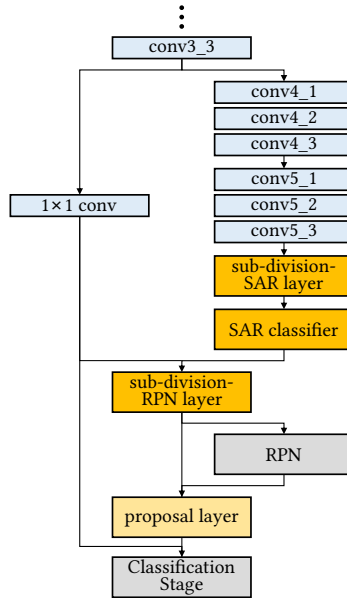 conv3_3
conv4_1
conv4_2
conv4_3
1×1 conv
conv5_1
conv5_2
conv5_3
sub-division-
SAR layer
SAR classifier
sub-division-
RPN layer
RPN
proposal layer
Classification
Stage